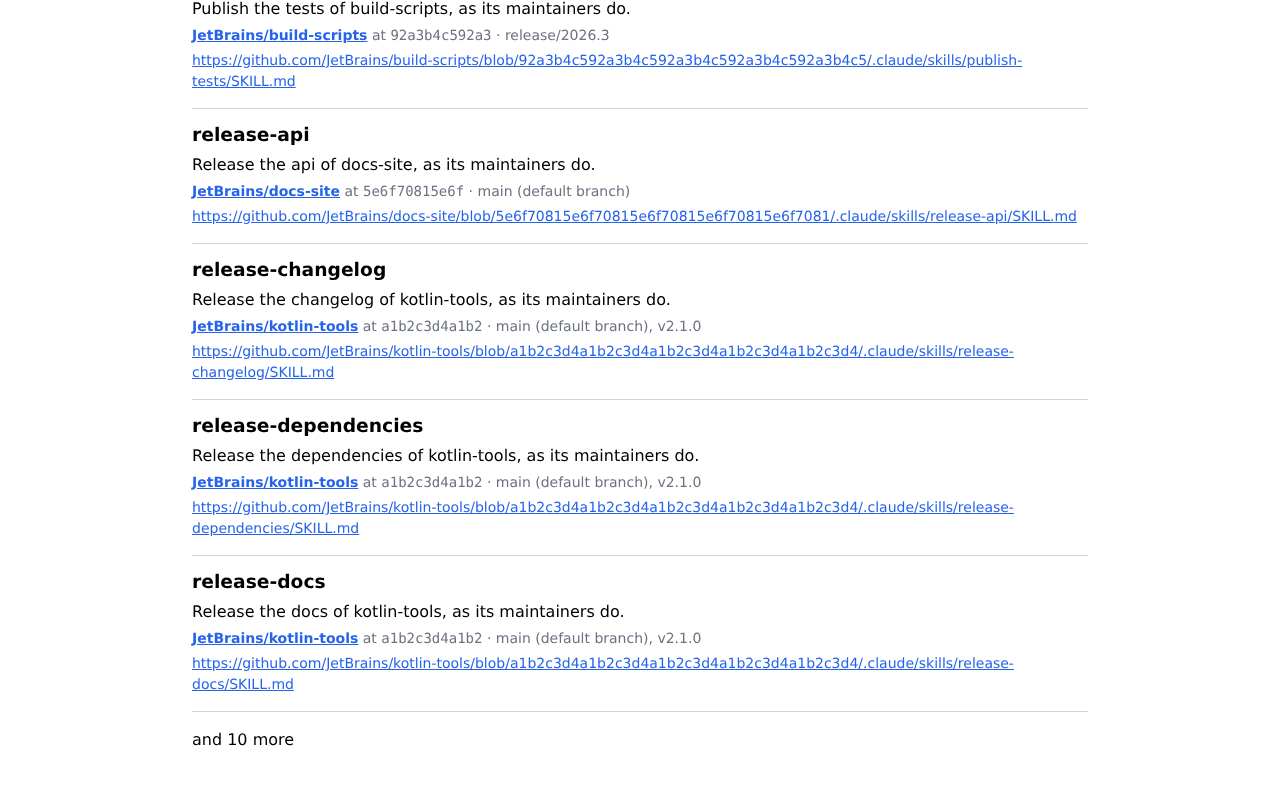 Publish the tests of build-scripts, as its maintainers do.
JetBrains/build-scripts at 92a3b4c592a3 · release/2026.3
https://github.com/JetBrains/build-scripts/blob/92a3b4c592a3b4c592a3b4c592a3b4c592a3b4c5/.claude/skills/publish-
tests/SKILL.md
release-api
Release the api of docs-site, as its maintainers do.
JetBrains/docs-site at 5e6f70815e6f · main (default branch)
https://github.com/JetBrains/docs-site/blob/5e6f70815e6f70815e6f70815e6f70815e6f7081/.claude/skills/release-api/SKILL.md
release-changelog
Release the changelog of kotlin-tools, as its maintainers do.
JetBrains/kotlin-tools at a1b2c3d4a1b2 · main (default branch), v2.1.0
https://github.com/JetBrains/kotlin-tools/blob/a1b2c3d4a1b2c3d4a1b2c3d4a1b2c3d4a1b2c3d4/.claude/skills/release-
changelog/SKILL.md
release-dependencies
Release the dependencies of kotlin-tools, as its maintainers do.
JetBrains/kotlin-tools at a1b2c3d4a1b2 · main (default branch), v2.1.0
https://github.com/JetBrains/kotlin-tools/blob/a1b2c3d4a1b2c3d4a1b2c3d4a1b2c3d4a1b2c3d4/.claude/skills/release-
dependencies/SKILL.md
release-docs
Release the docs of kotlin-tools, as its maintainers do.
JetBrains/kotlin-tools at a1b2c3d4a1b2 · main (default branch), v2.1.0
https://github.com/JetBrains/kotlin-tools/blob/a1b2c3d4a1b2c3d4a1b2c3d4a1b2c3d4a1b2c3d4/.claude/skills/release-
docs/SKILL.md
and 10 more